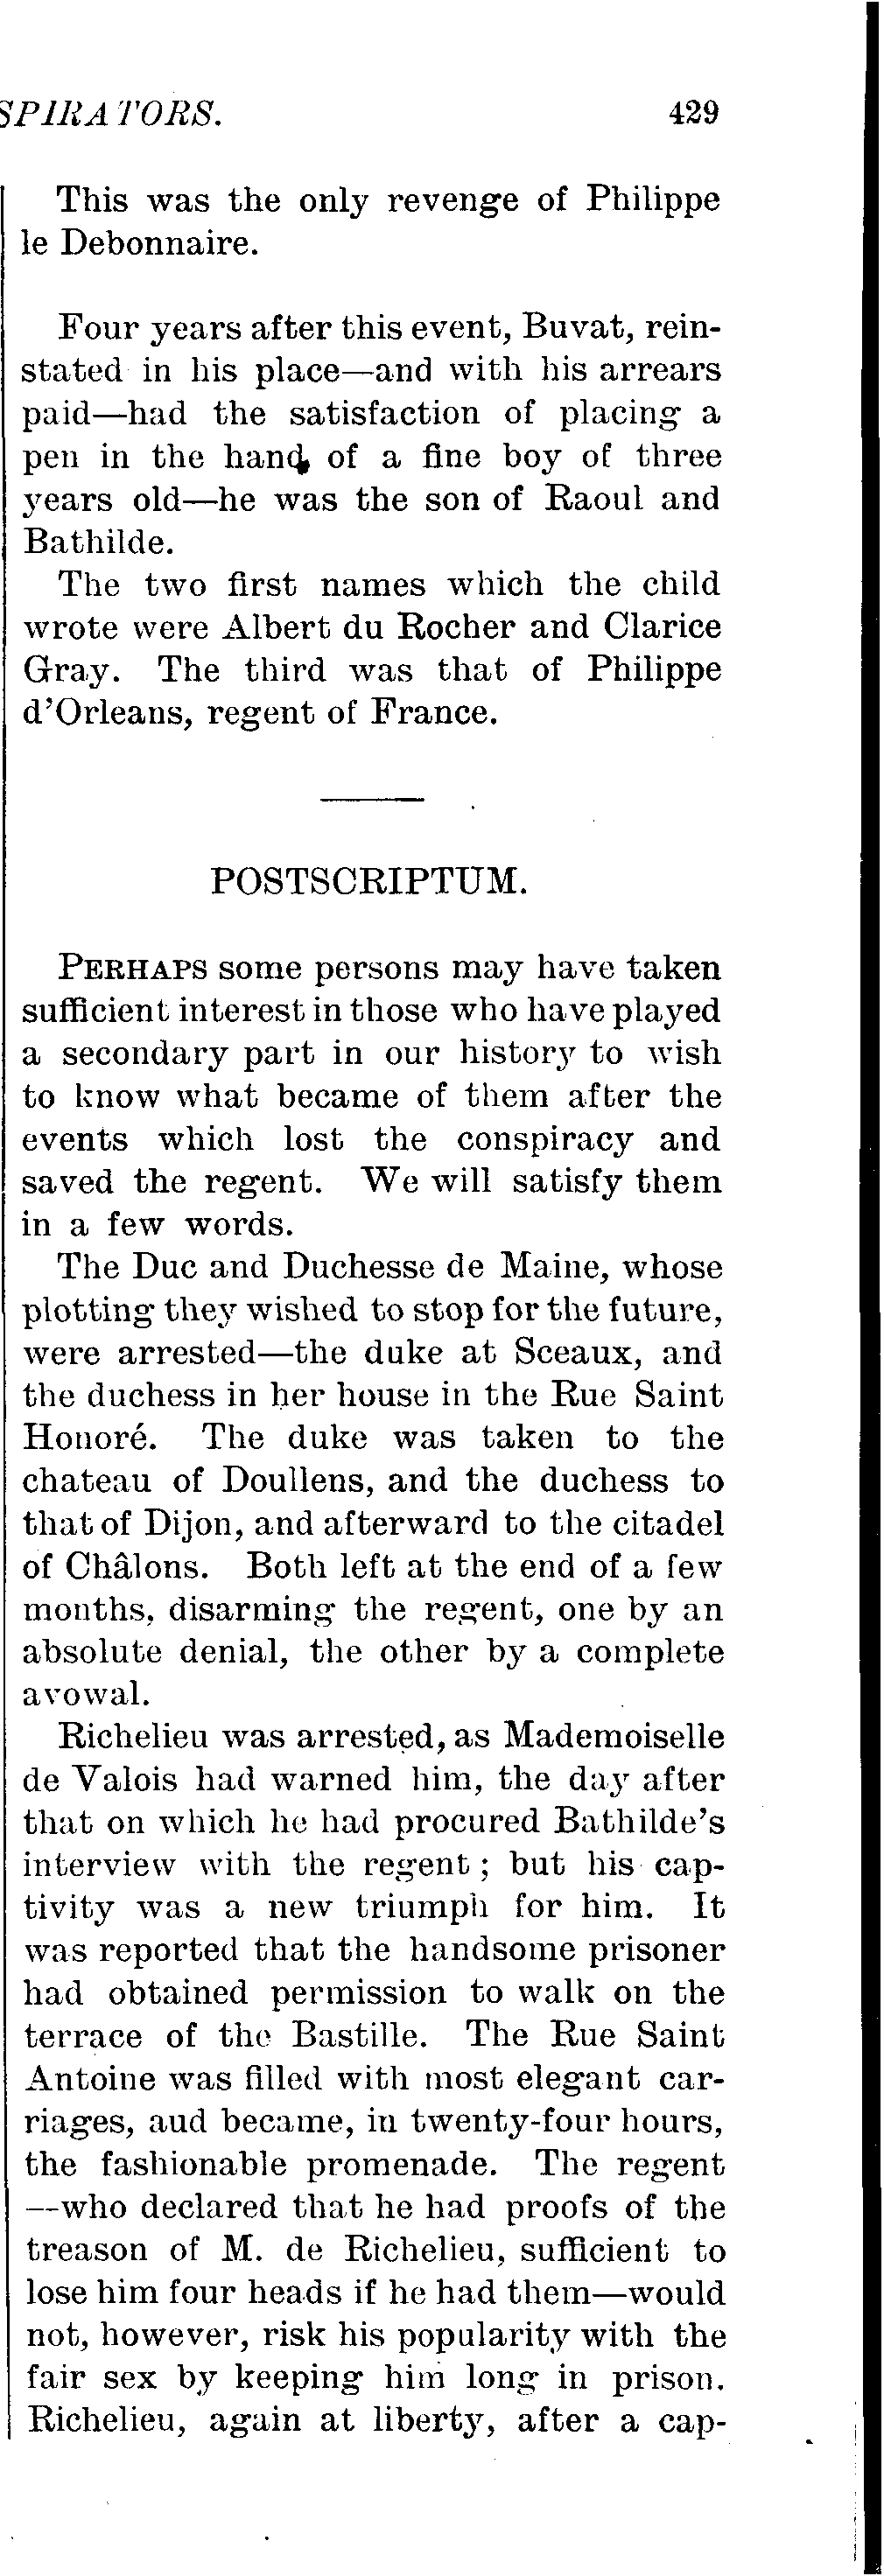 SPIRATORS. 429
This was the only revenge of Philippe
le Debonnaire.
Four years after this event, Buvat, rein-
stated in his place—and with his arrears
paid—had the satisfaction of placing a
pen in the hand of a fine boy of three
years old—he was the son of Raoul and
Bathilde.
The two first names which the child
wrote were Albert du Rocher and Clarice
Gray. The third was that of Philippe
d'Orleans, regent of France.
POSTSCRIPTUM.
PERHAPS some persons may have taken
sufficient interest in those who have played
a secondary part in our history to wish
to know what became of them after the
events which lost the conspiracy and
saved the regent. We will satisfy them
in a few words.
The Duc and Duchesse de Maine, whose
plotting they wished to stop for the future,
were arrested—the duke at Sceaux, and
the duchess in her house in the Rue Saint
Honoré. The duke was taken to the
chateau of Doullens, and the duchess to
that of Dijon, and afterward to the citadel
of Châlons. Both left at the end of a few
months, disarming the regent, one by an
absolute denial, the other by a complete
avowal.
Richelieu was arrested, as Mademoiselle
de Valois had warned him, the day after
that on which he had procured Bathilde's
interview with the regent; but his cap-
tivity was a new triumph for him. It
was reported that the handsome prisoner
had obtained permission to walk on the
terrace of the Bastille. The Rue Saint
Antoine was filled with most elegant car-
riages, aud became, in twenty-four hours,
the fashionable promenade. The regent
—who declared that he had proofs of the
treason of M. de Richelieu, sufficient to
lose him four heads if he had them—would
not, however, risk his popularity with the
fair sex by keeping him long in prison.
Richelieu, again at liberty, after a cap-